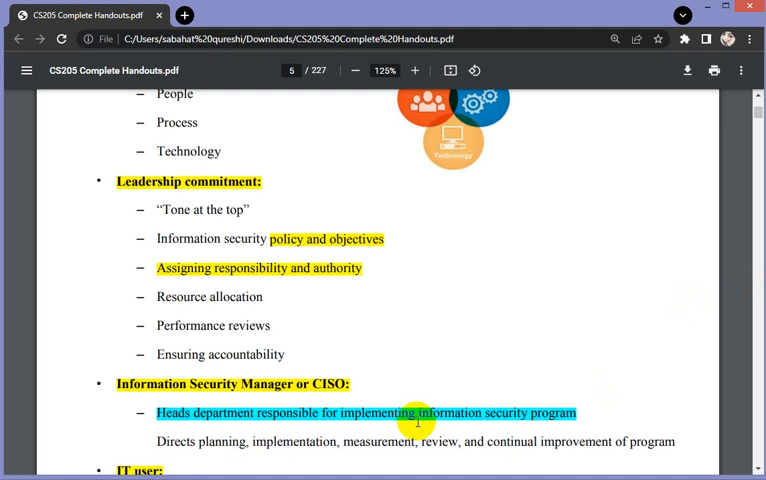 CS205 Complete Handouts.pdf
File C:/Users/sabahat%20qureshi/Downloads/CS205%20Complete%20Handouts.pdf
CS205 Complete Handouts.pdf 5 / 227 125%
– People
– Process
– Technology
Technology
• Leadership commitment:
– “Tone at the top”
– Information security policy and objectives
– Assigning responsibility and authority
– Resource allocation
– Performance reviews
– Ensuring accountability
• Information Security Manager or CISO:
– Heads department responsible for implementing information security program
Directs planning, implementation, measurement, review, and continual improvement of program
• IT user: